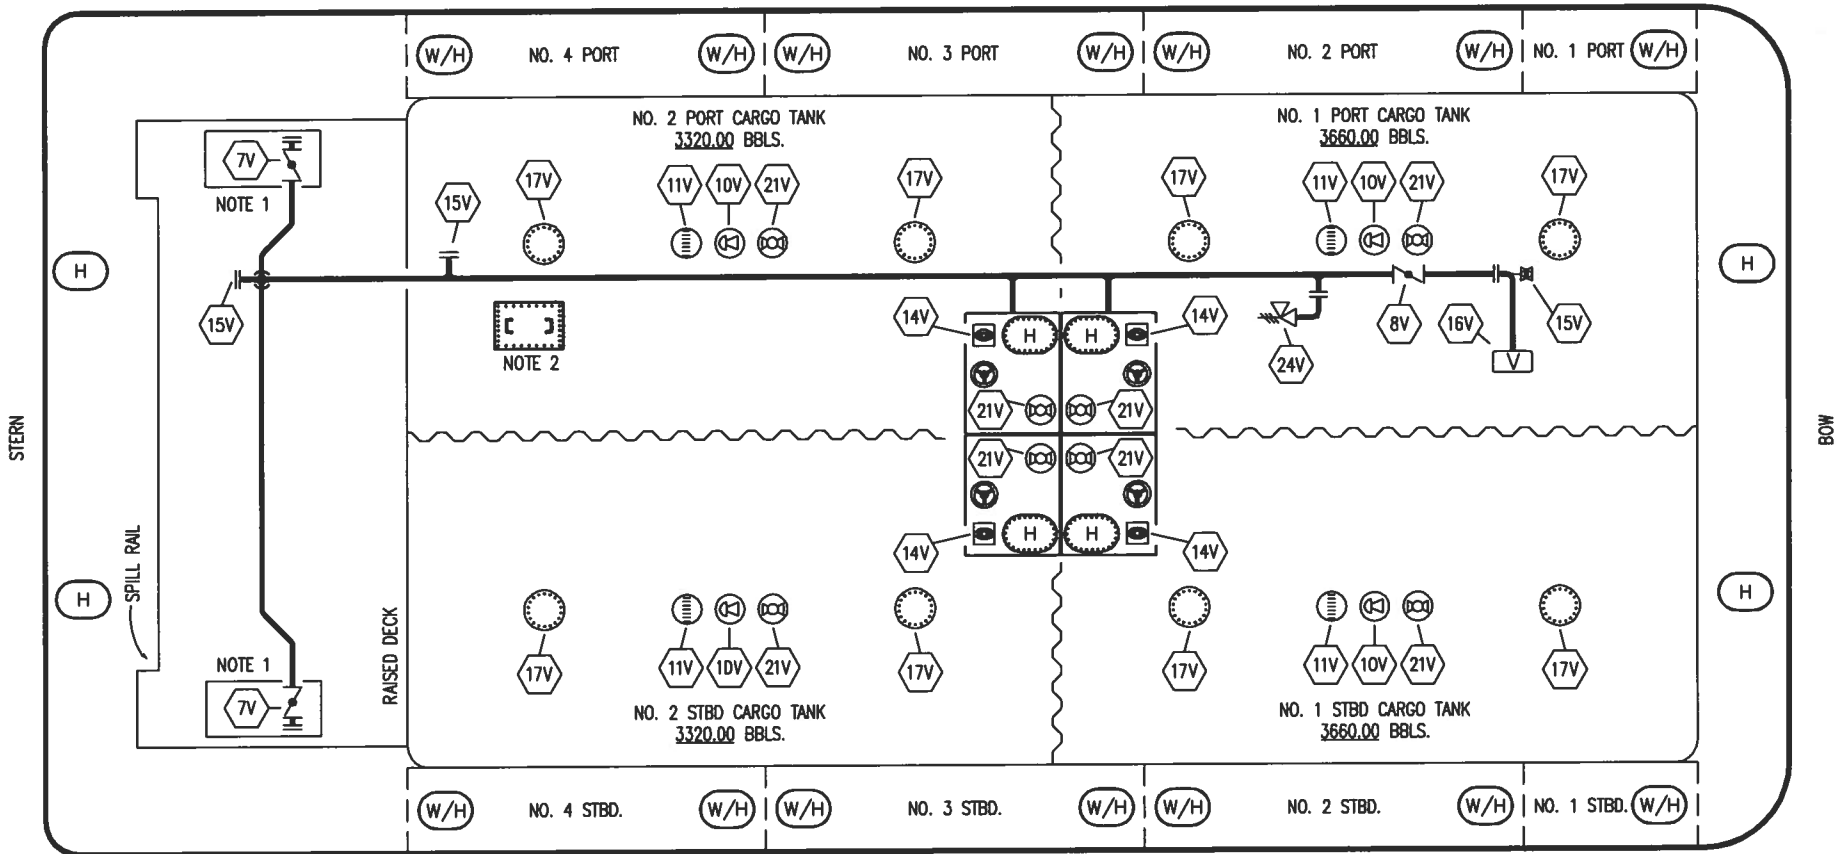 W/H NO. 4 PORT W/H W/H NO. 3 PORT W/H W/H NO. 2 PORT W/H NO. 1 PORT W/H
NO. 2 PORT CARGO TANK
3320.00 BBLS.
NO. 1 PORT CARGO TANK
3660.00 BBLS.
7V
NOTE 1
15V
17V
11V 10V 21V
17V
17V
11V 10V 21V
17V
H
H
15V
NOTE 2
14V
H
H
14V
24V
8V
16V
V
15V
21V
21V
STERN
BOW
21V
21V
14V
H
H
14V
H
H
SPILL RAIL
RAISED DECK
NOTE 1
7V
17V
11V 1DV 21V
17V
17V
11V 10V 21V
17V
NO. 2 STBD CARGO TANK
3320.00 BBLS.
NO. 1 STBD CARGO TANK
3660.00 BBLS.
W/H NO. 4 STBD. W/H W/H NO. 3 STBD. W/H W/H NO. 2 STBD. W/H NO. 1 STBD. W/H